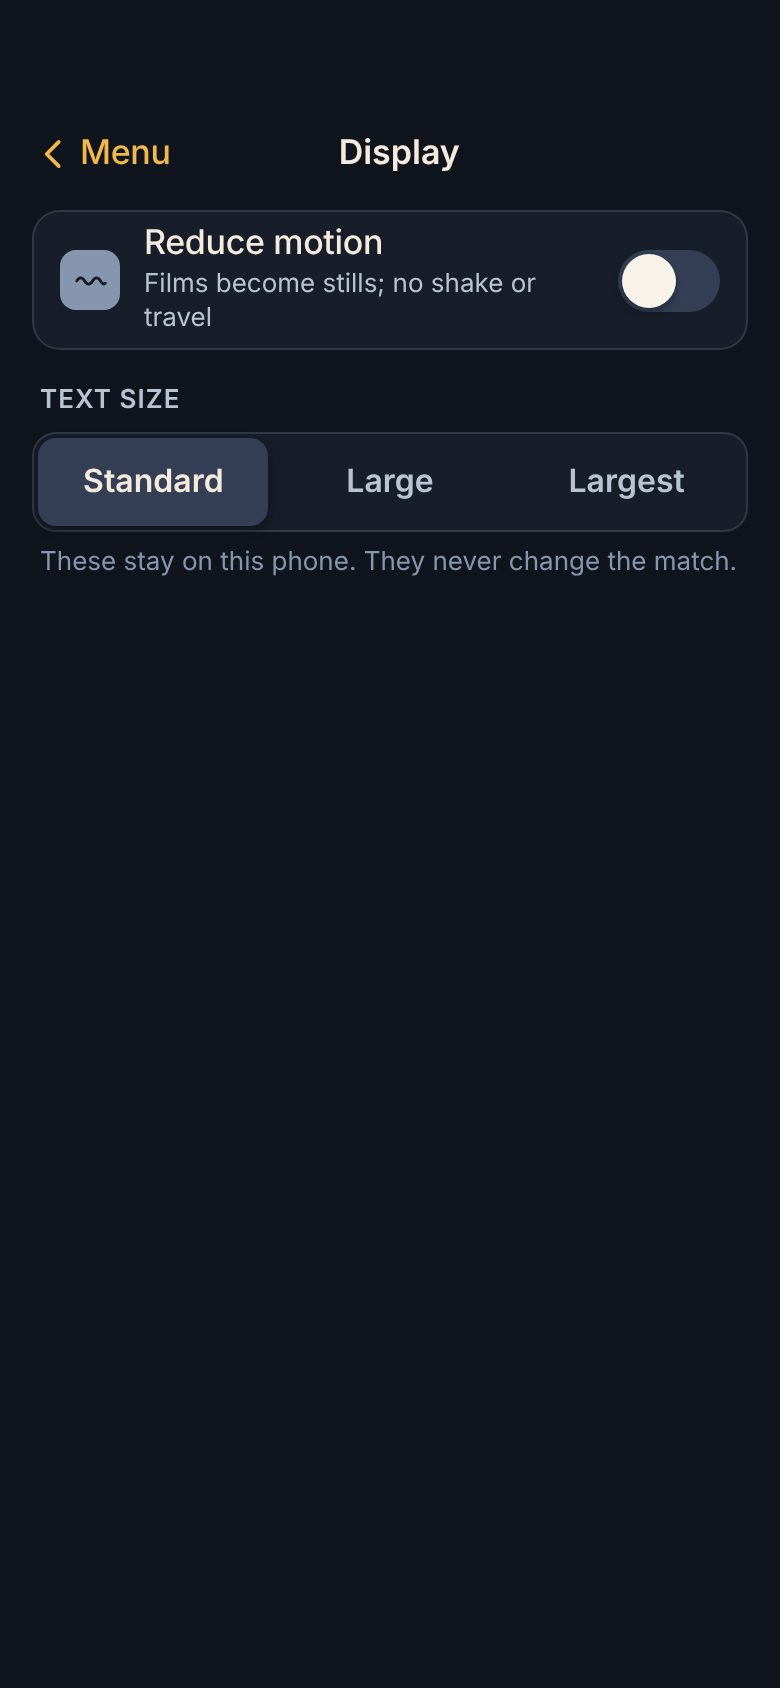 Menu
Display
Reduce motion
Films become stills; no shake or
travel
TEXT SIZE
Standard
Large
Largest
These stay on this phone. They never change the match.